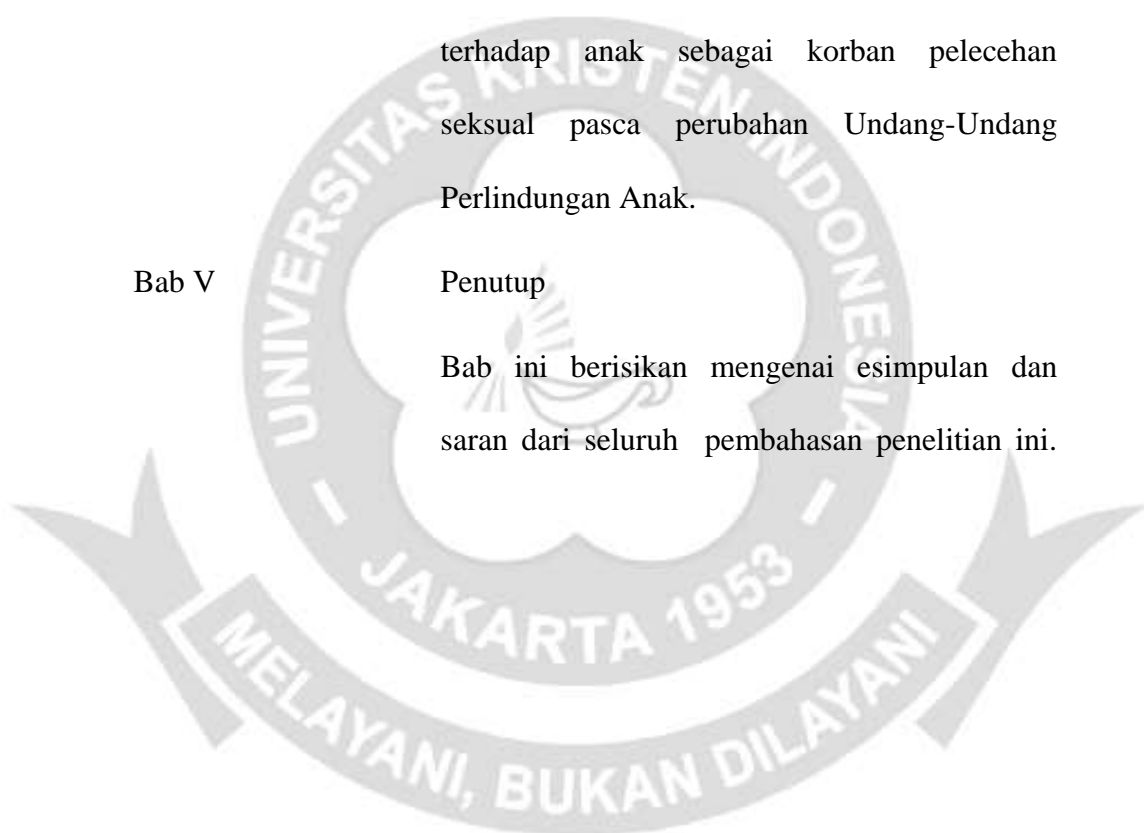 terhadap anak sebagai korban pelecehan
seksual pasca perubahan Undang-Undang
Perlindungan Anak.
Bab V Penutup
Bab ini berisikan mengenai esimpulan dan
saran dari seluruh pembahasan penelitian ini.
UNIVERSITAS KRISTEN INDONESIA
- JAKARTA 1953 -
MELAYANI, BUKAN DILAYANI